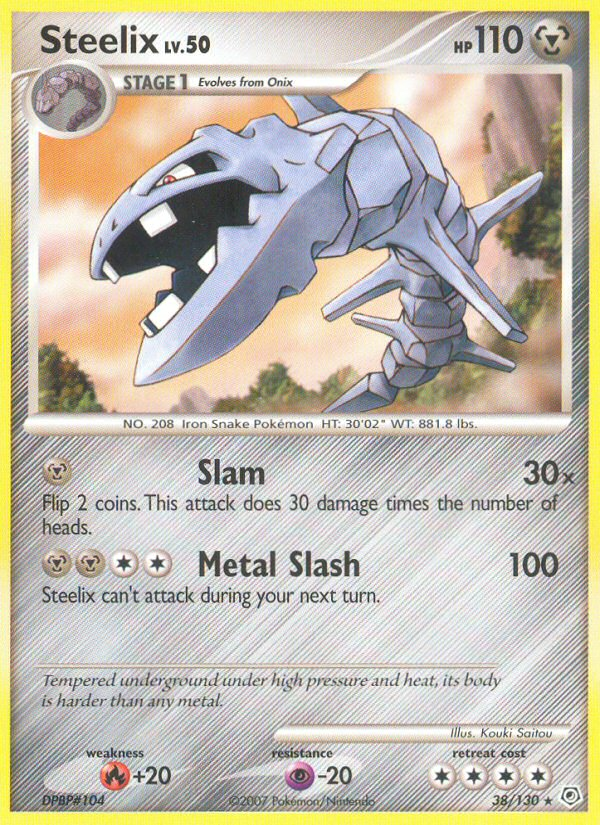 Steelix LV.50 HP 110
STAGE 1 Evolves from Onix
NO. 208 Iron Snake Pokémon HT: 30'02" WT: 881.8 lbs.
Slam 30x
Flip 2 coins. This attack does 30 damage times the number of
heads.
Metal Slash 100
Steelix can't attack during your next turn.
Tempered underground under high pressure and heat, its body
is harder than any metal.
Illus. Kouki Saitou
weakness resistance retreat cost
+20 -20
DPBP#104 ©2007 Pokémon/Nintendo 38/130 ★